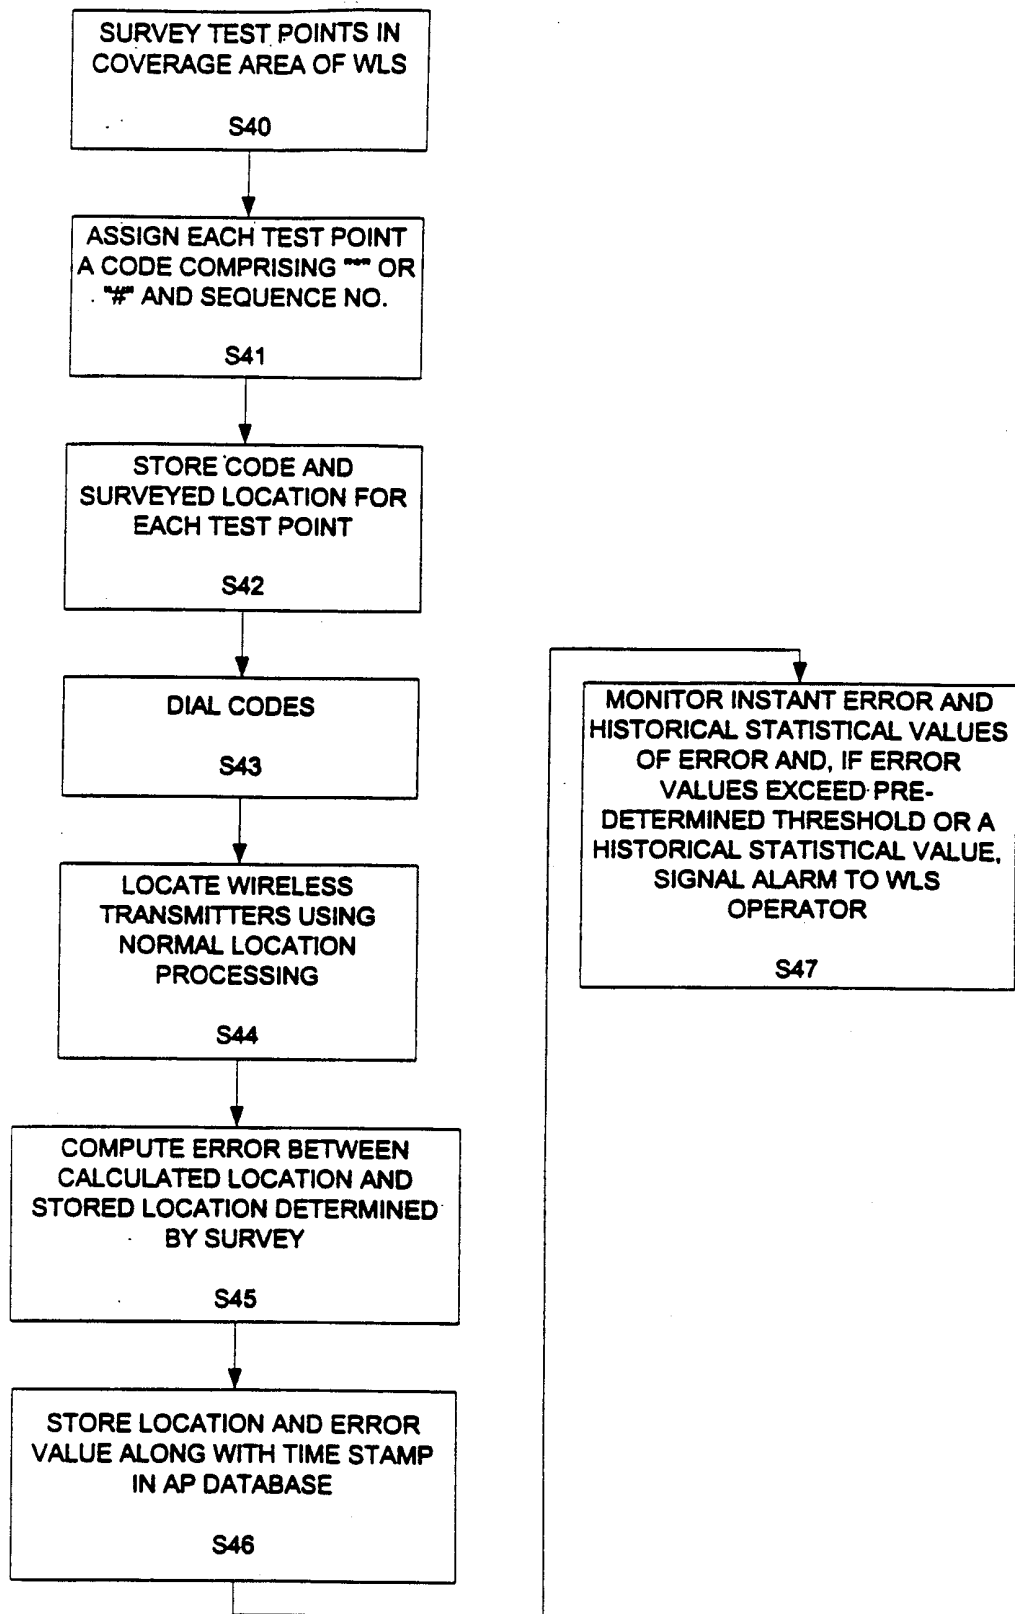 SURVEY TEST POINTS IN
COVERAGE AREA OF WLS
S40
ASSIGN EACH TEST POINT
A CODE COMPRISING "*" OR
"#" AND SEQUENCE NO.
S41
STORE CODE AND
SURVEYED LOCATION FOR
EACH TEST POINT
S42
DIAL CODES
S43
LOCATE WIRELESS
TRANSMITTERS USING
NORMAL LOCATION
PROCESSING
S44
COMPUTE ERROR BETWEEN
CALCULATED LOCATION AND
STORED LOCATION DETERMINED
BY SURVEY
S45
STORE LOCATION AND ERROR
VALUE ALONG WITH TIME STAMP
IN AP DATABASE
S46
MONITOR INSTANT ERROR AND
HISTORICAL STATISTICAL VALUES
OF ERROR AND, IF ERROR
VALUES EXCEED PRE-
DETERMINED THRESHOLD OR A
HISTORICAL STATISTICAL VALUE,
SIGNAL ALARM TO WLS
OPERATOR
S47